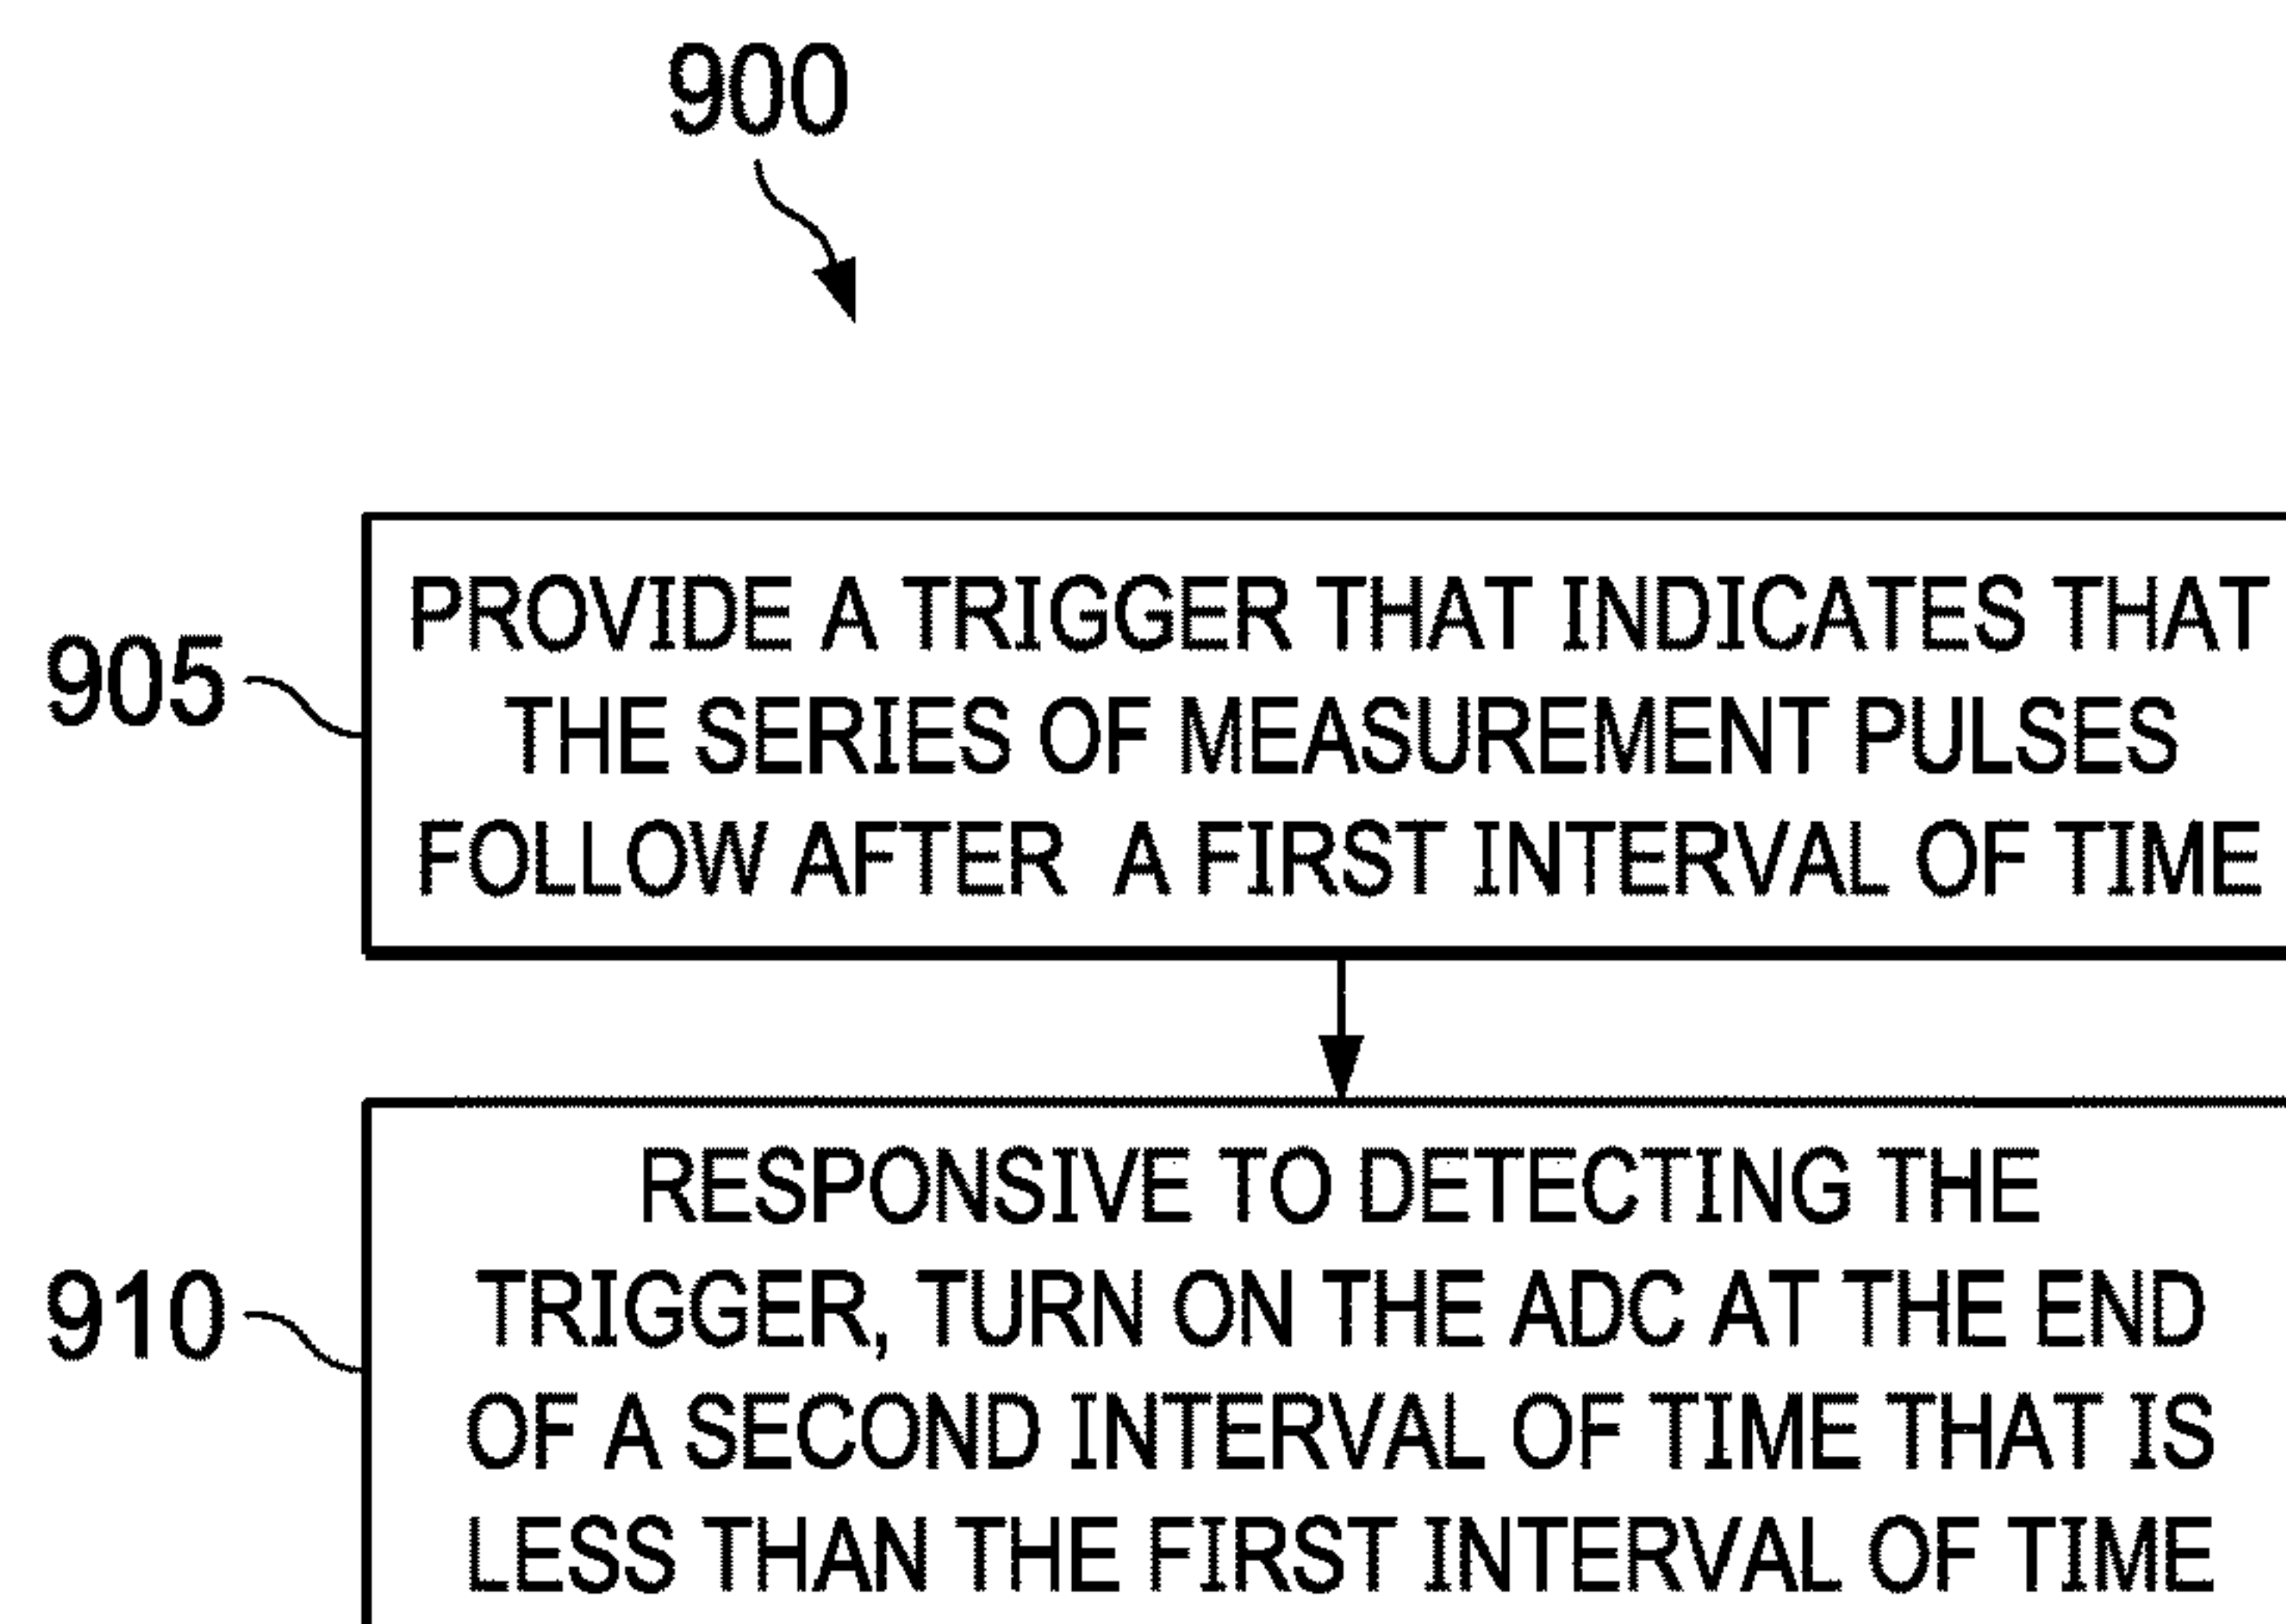 900
905
PROVIDE A TRIGGER THAT INDICATES THAT
THE SERIES OF MEASUREMENT PULSES
FOLLOW AFTER A FIRST INTERVAL OF TIME
910
RESPONSIVE TO DETECTING THE
TRIGGER, TURN ON THE ADC AT THE END
OF A SECOND INTERVAL OF TIME THAT IS
LESS THAN THE FIRST INTERVAL OF TIME